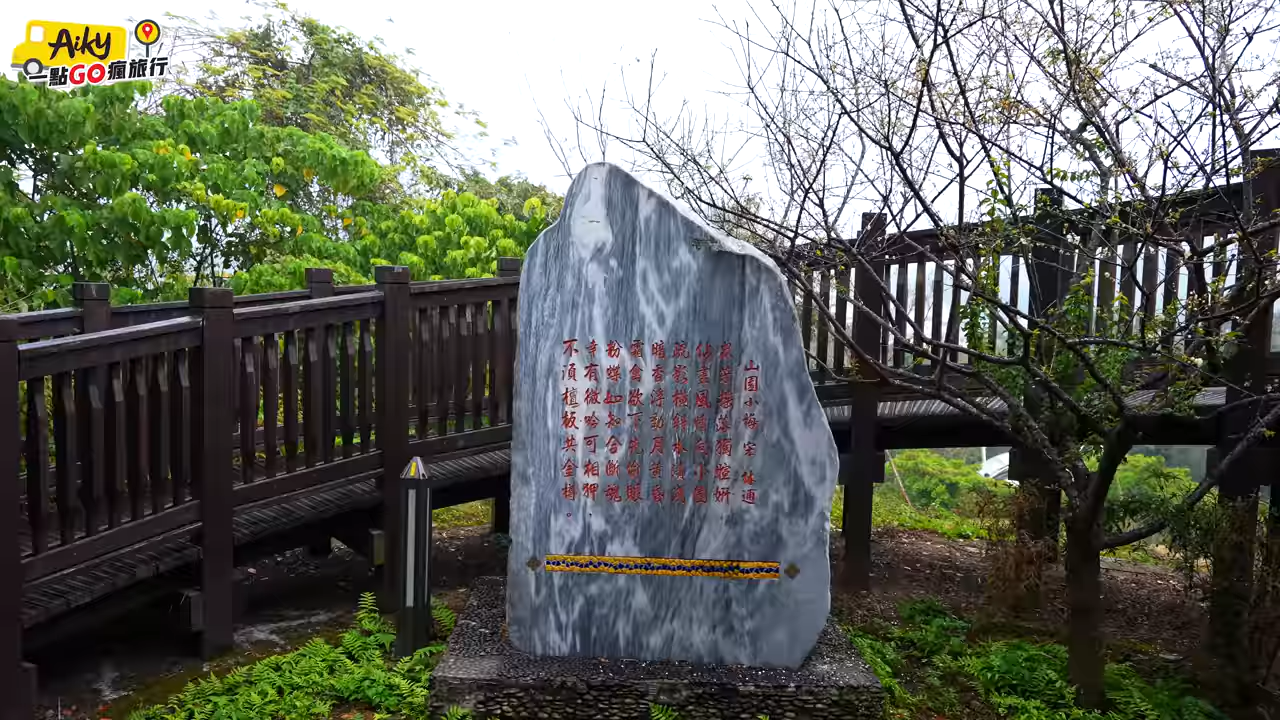 Aiky
一點GO瘋旅行
山園小梅 宋 林逋
眾芳搖落獨暄妍
佔盡風情向小園
疏影橫斜水清淺
暗香浮動月黃昏
霜禽欲下先偷眼
粉蝶如知合斷魂
幸有微吟可相狎，
不須檀板共金樽。